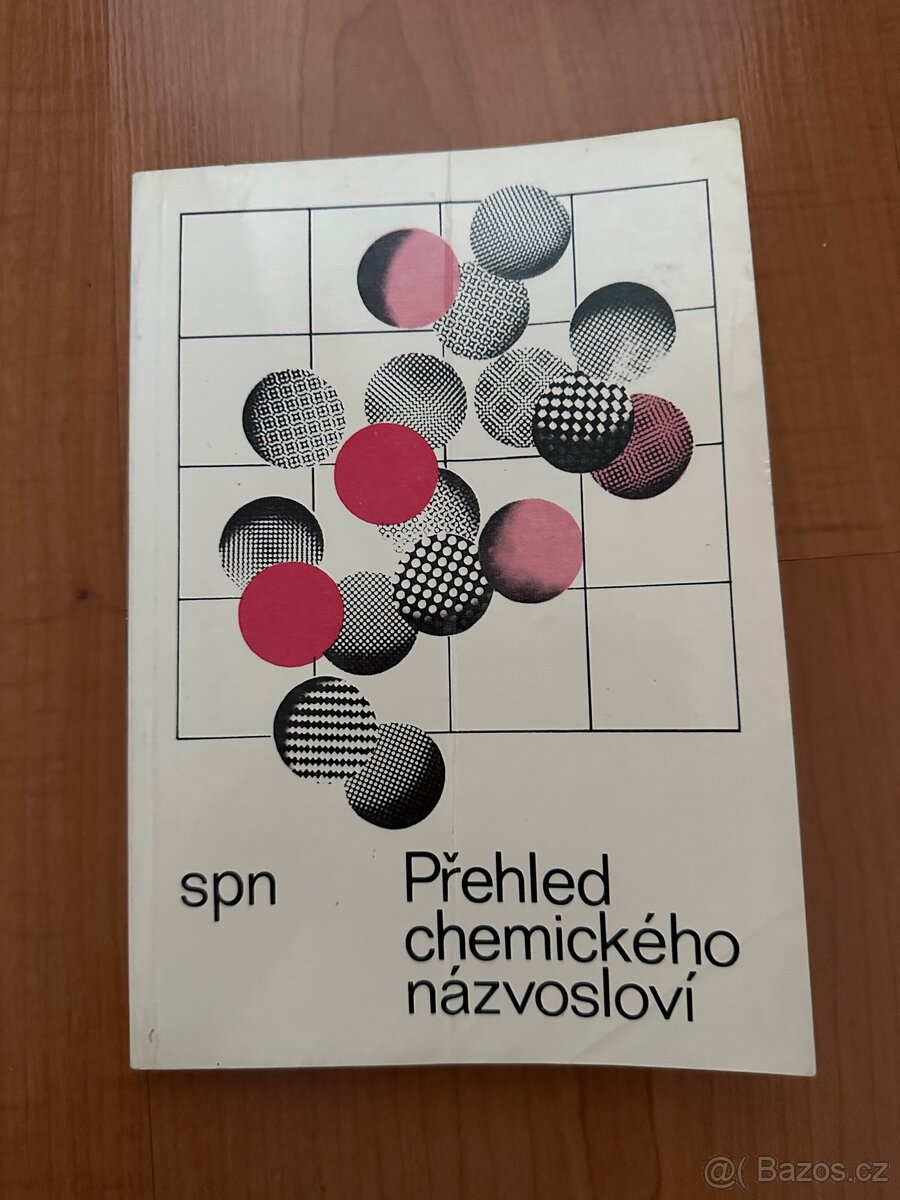 spn
Přehled
chemického
názvosloví
@( Bazos.cz